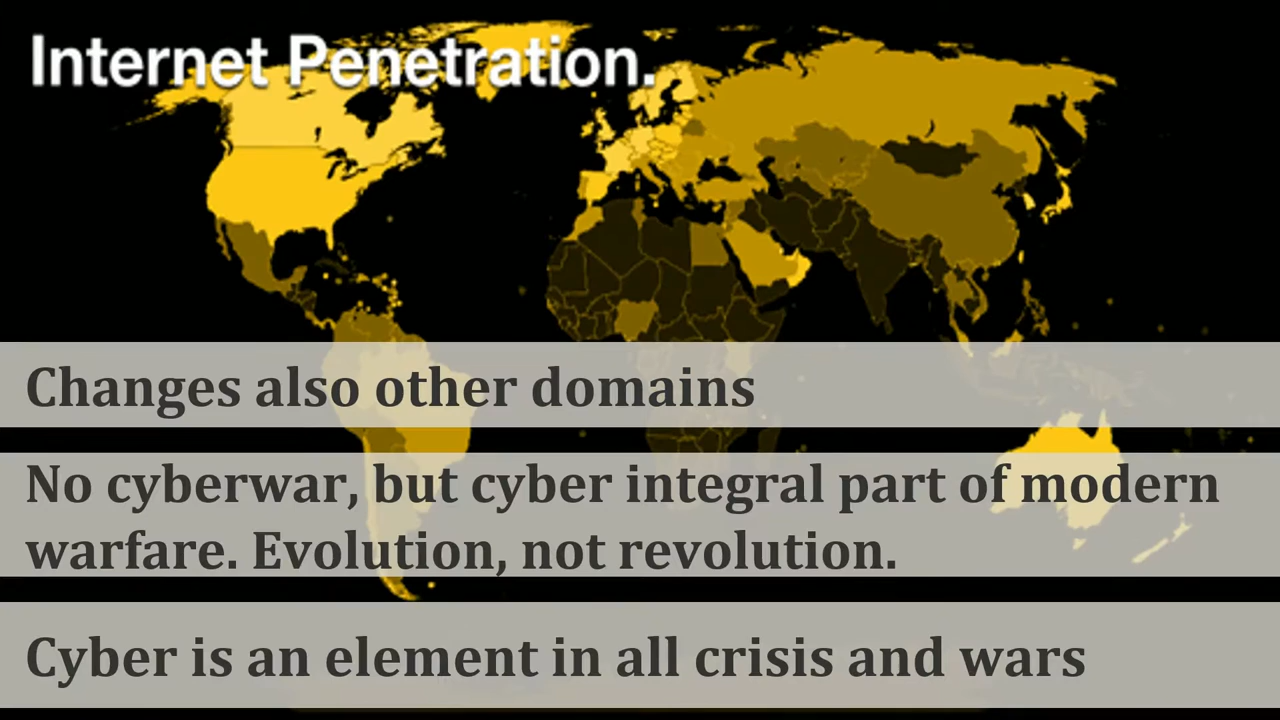 Internet Penetration.
Changes also other domains
No cyberwar, but cyber integral part of modern
warfare. Evolution, not revolution.
Cyber is an element in all crisis and wars